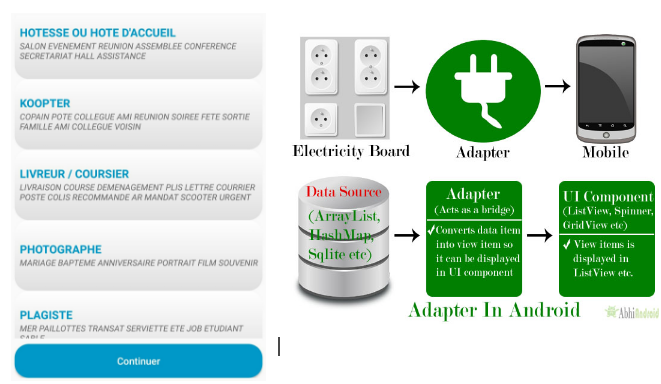 HOTESSE OU HOTE D'ACCUEIL
SALON EVENEMENT REUNION ASSEMBLEE CONFERENCE
SECRETARIAT HALL ASSISTANCE
KOOPTER
COPAIN POTE COLLEGUE AMI REUNION SOIREE FETE SORTIE
FAMILLE AMI COLLEGUE VOISIN
LIVREUR / COURSIER
LIVRAISON COURSE DEMENAGEMENT PLIS LETTRE COURRIER
POSTE COLIS RECOMMANDE AR MANDAT SCOOTER URGENT
PHOTOGRAPHE
MARIAGE BAPTEME ANNIVERSAIRE PORTRAIT FILM SOUVENIR
PLAGISTE
MER PAILLOTTES TRANSAT SERVIETTE ETE JOB ETUDIANT
SABLE
Continuer
Electricity Board
Adapter
Mobile
Data Source
(ArrayList,
HashMap,
Sqlite etc)
Adapter
(Acts as a bridge)
✓Converts data item
into view item so
it can be displayed
in UI component
UI Component
(ListView, Spinner,
GridView etc)
✓ View items is
displayed in
ListView etc.
Adapter In Android
AbhiAndroid